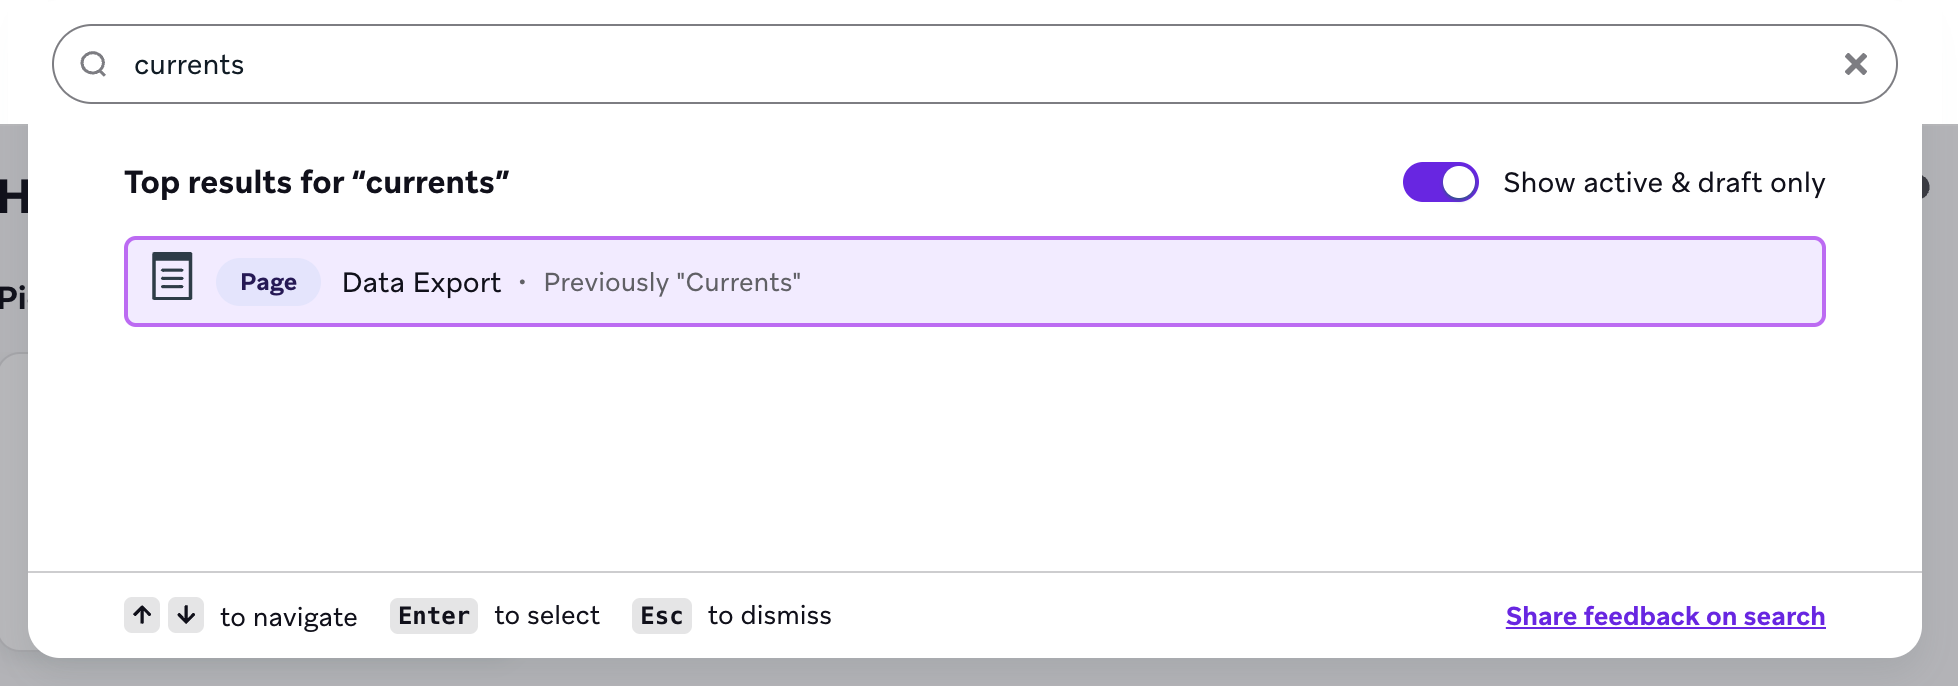 currents
Top results for “currents”
Show active & draft only
Page Data Export · Previously "Currents"
H
Pi
↑ ↓ to navigate Enter to select Esc to dismiss
Share feedback on search